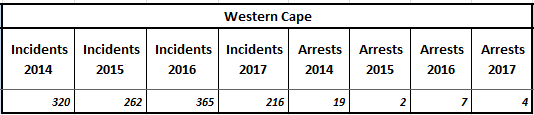 Western Cape
Incidents Incidents Incidents Incidents Arrests Arrests Arrests Arrests
2014 2015 2016 2017 2014 2015 2016 2017
320 262 365 216 19 2 7 4